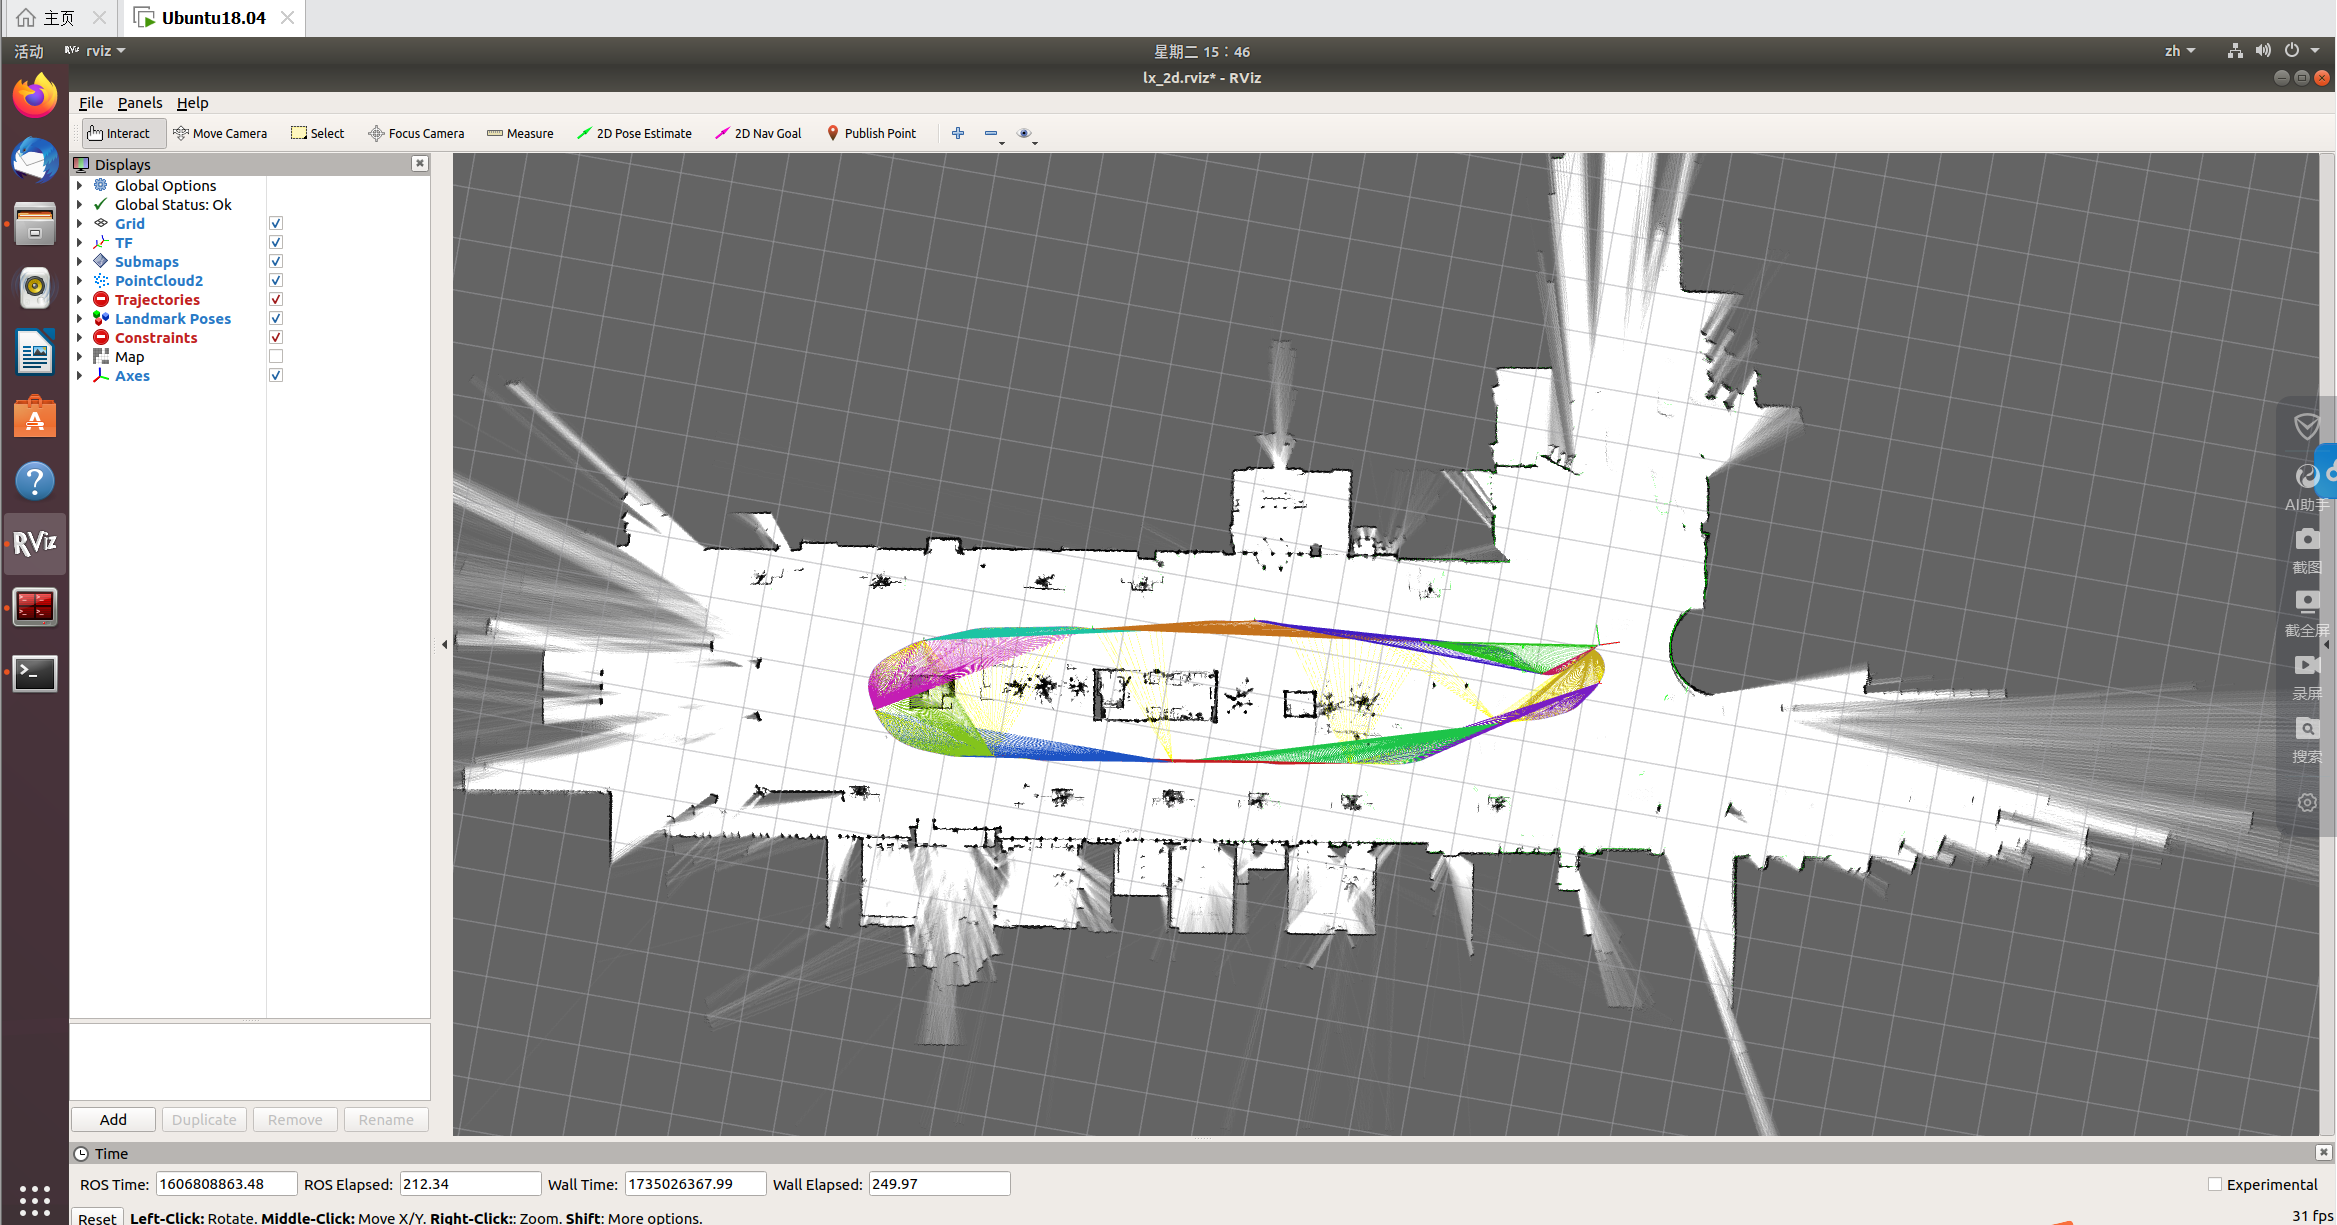 主页
Ubuntu18.04
活动
rviz
星期二 15：46
zh
lx_2d.rviz* - RViz
File Panels Help
Interact Move Camera Select Focus Camera Measure 2D Pose Estimate 2D Nav Goal Publish Point
Displays
Global Options
Global Status: Ok
Grid
TF
Submaps
PointCloud2
Trajectories
Landmark Poses
Constraints
Map
Axes
RViz
AI助手
截图
截全屏
录屏
搜索
Add Duplicate Remove Rename
Time
ROS Time: 1606808863.48 ROS Elapsed: 212.34 Wall Time: 1735026367.99 Wall Elapsed: 249.97 Experimental
Reset Left-Click: Rotate. Middle-Click: Move X/Y. Right-Click:: Zoom. Shift: More options. 31 fps